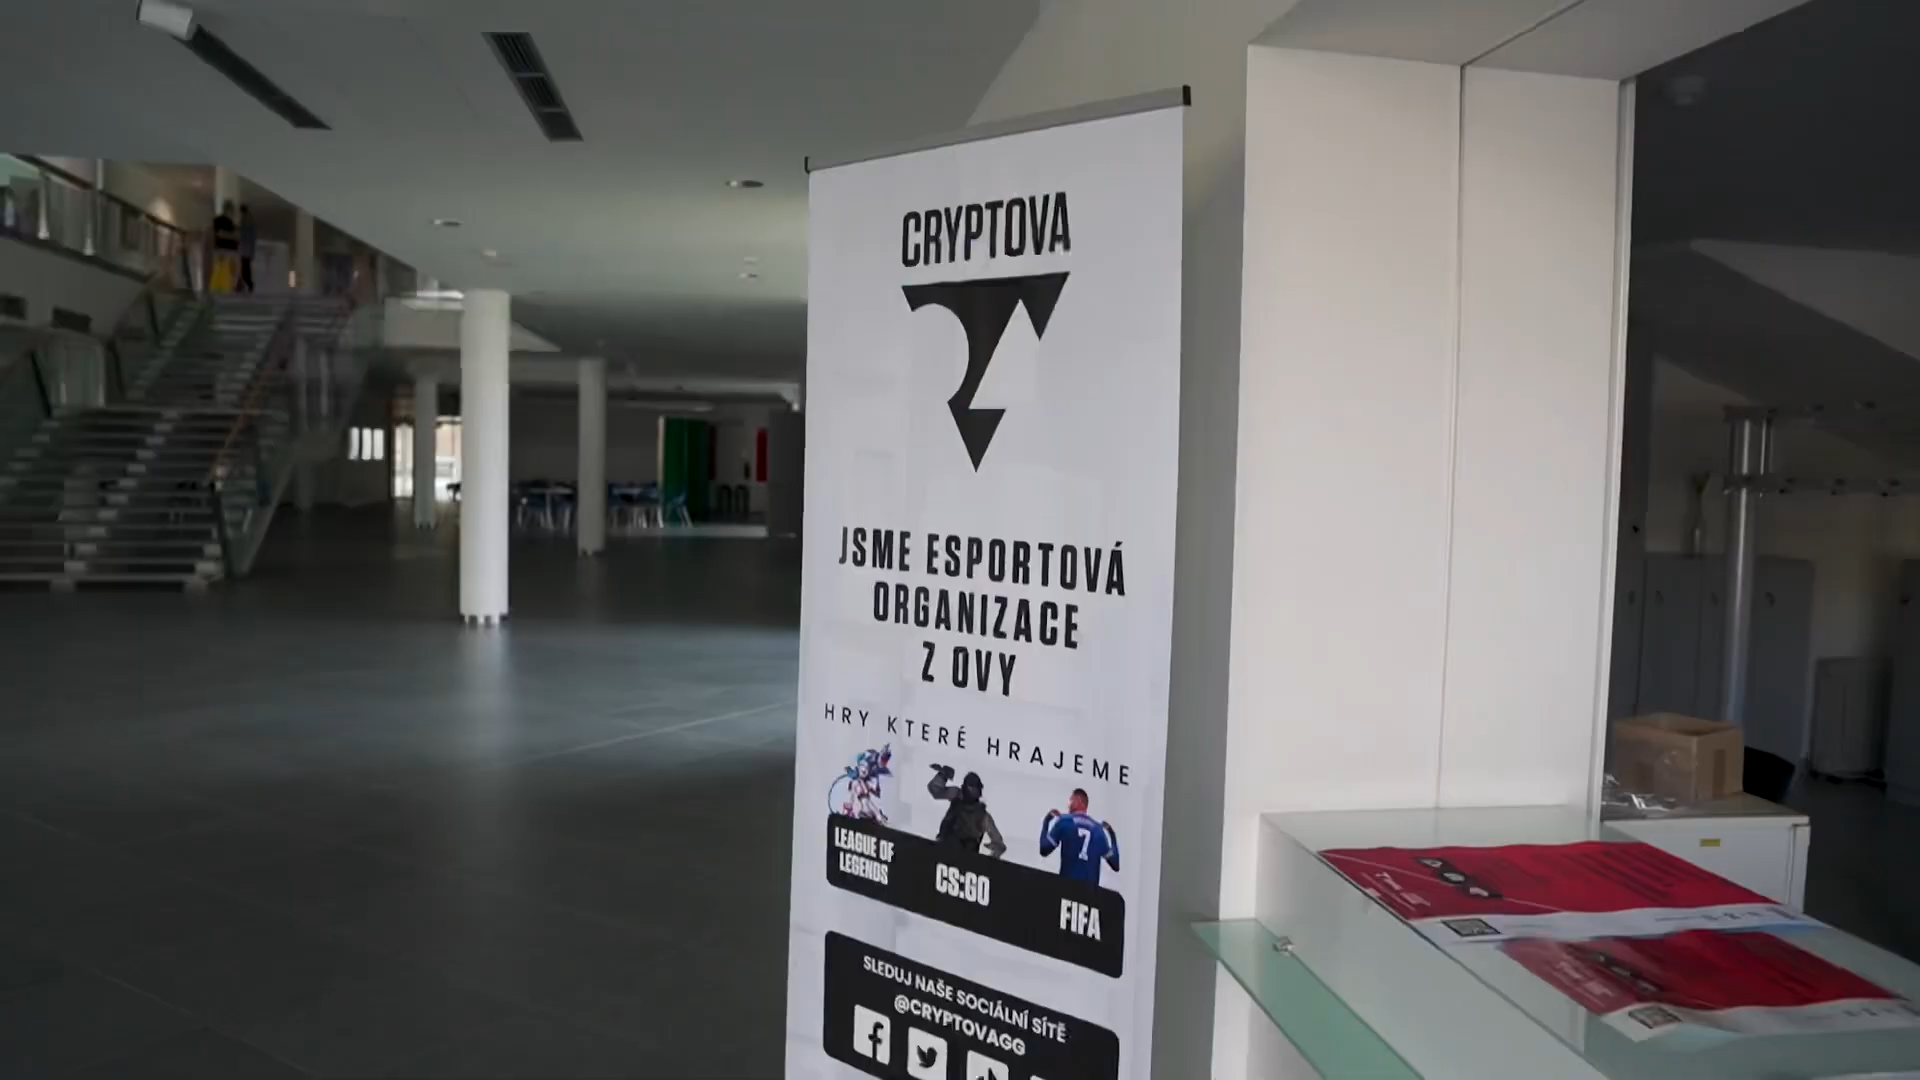 CRYPTOVA
JSME ESPORTOVÁ
ORGANIZACE
Z OVY
HRY KTERÉ HRAJEME
7
LEAGUE OF
LEGENDS
CS:GO
FIFA
SLEDUJ NAŠE SOCIÁLNÍ SÍTĚ
@CRYPTOVAGG